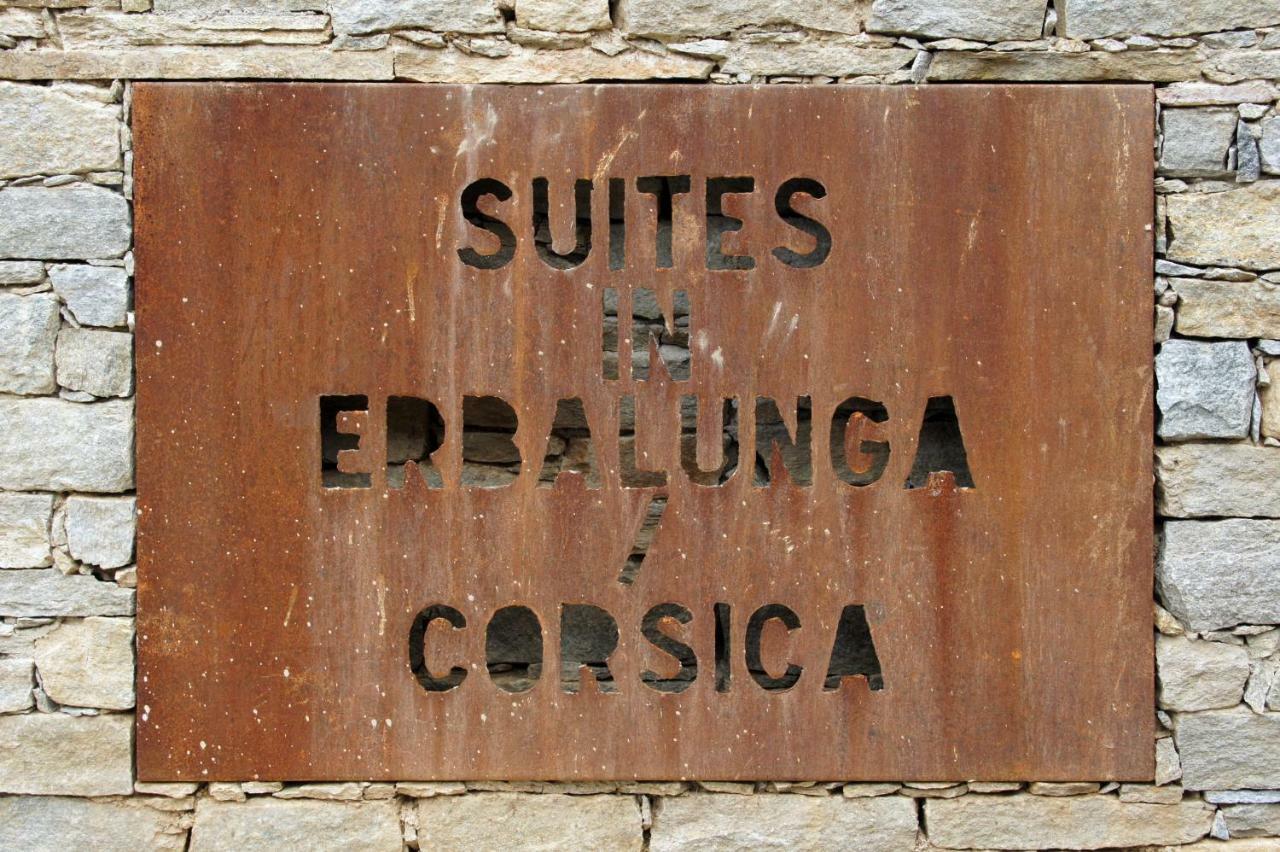 SUITES
IN
ERBALUNGA
/
CORSICA